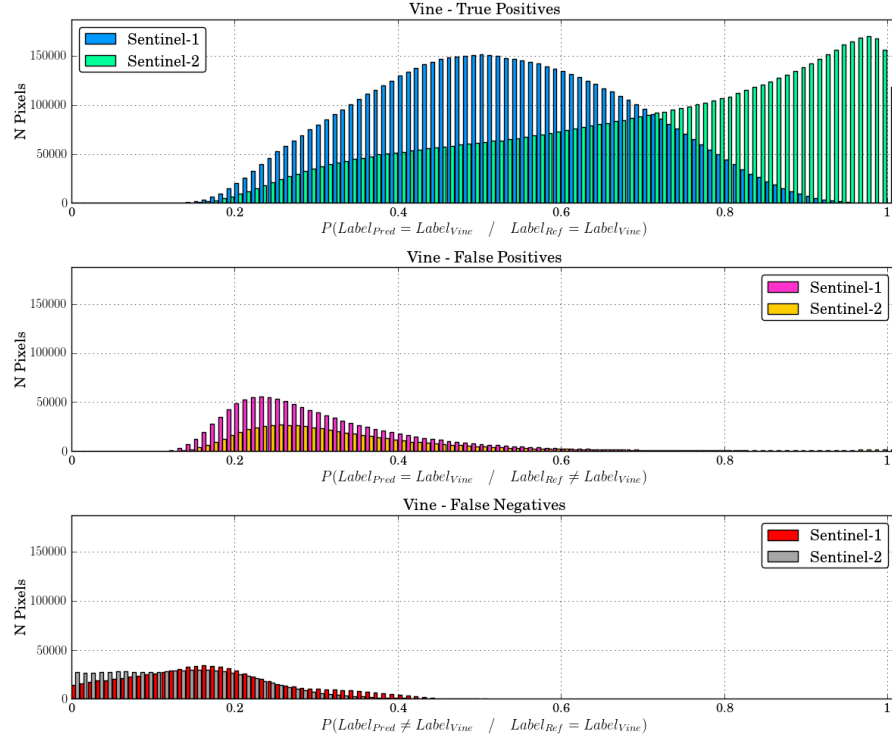 Vine - True Positives
Sentinel-1
Sentinel-2
N Pixels
150000
100000
50000
0
0 0.2 0.4 0.6 0.8 1
P(Label_Pred = Label_Vine / Label_Ref = Label_Vine)
Vine - False Positives
Sentinel-1
Sentinel-2
N Pixels
150000
100000
50000
0
0 0.2 0.4 0.6 0.8 1
P(Label_Pred = Label_Vine / Label_Ref ≠ Label_Vine)
Vine - False Negatives
Sentinel-1
Sentinel-2
N Pixels
150000
100000
50000
0
0 0.2 0.4 0.6 0.8 1
P(Label_Pred ≠ Label_Vine / Label_Ref = Label_Vine)